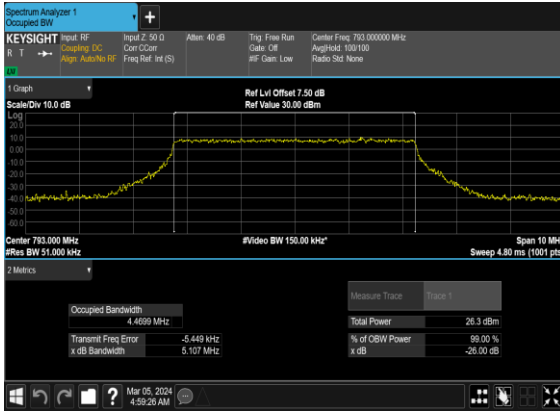 Spectrum Analyzer 1
Occupied BW
+
KEYSIGHT
R T
Input: RF
Coupling: DC
Align: Auto/No RF
Input Z: 50 Ω
Corr CCorr
Freq Ref: Int (S)
Atten: 40 dB
Trig: Free Run
Gate: Off
#IF Gain: Low
Center Freq: 793.000000 MHz
Avg|Hold: 100/100
Radio Std: None
1 Graph
Scale/Div 10.0 dB
Ref Lvl Offset 7.50 dB
Ref Value 30.00 dBm
Log
20.0
10.0
0.00
-10.0
-20.0
-30.0
-40.0
-50.0
-60.0
Center 793.000 MHz
#Video BW 150.00 kHz*
Span 10 MH
#Res BW 51.000 kHz
Sweep 4.80 ms (1001 pts
2 Metrics
Measure Trace
Trace 1
Occupied Bandwidth
4.4699 MHz
Total Power
26.3 dBm
Transmit Freq Error
-5.449 kHz
% of OBW Power
99.00 %
x dB Bandwidth
5.107 MHz
x dB
-26.00 dB
?
Mar 05, 2024
4:59:26 AM